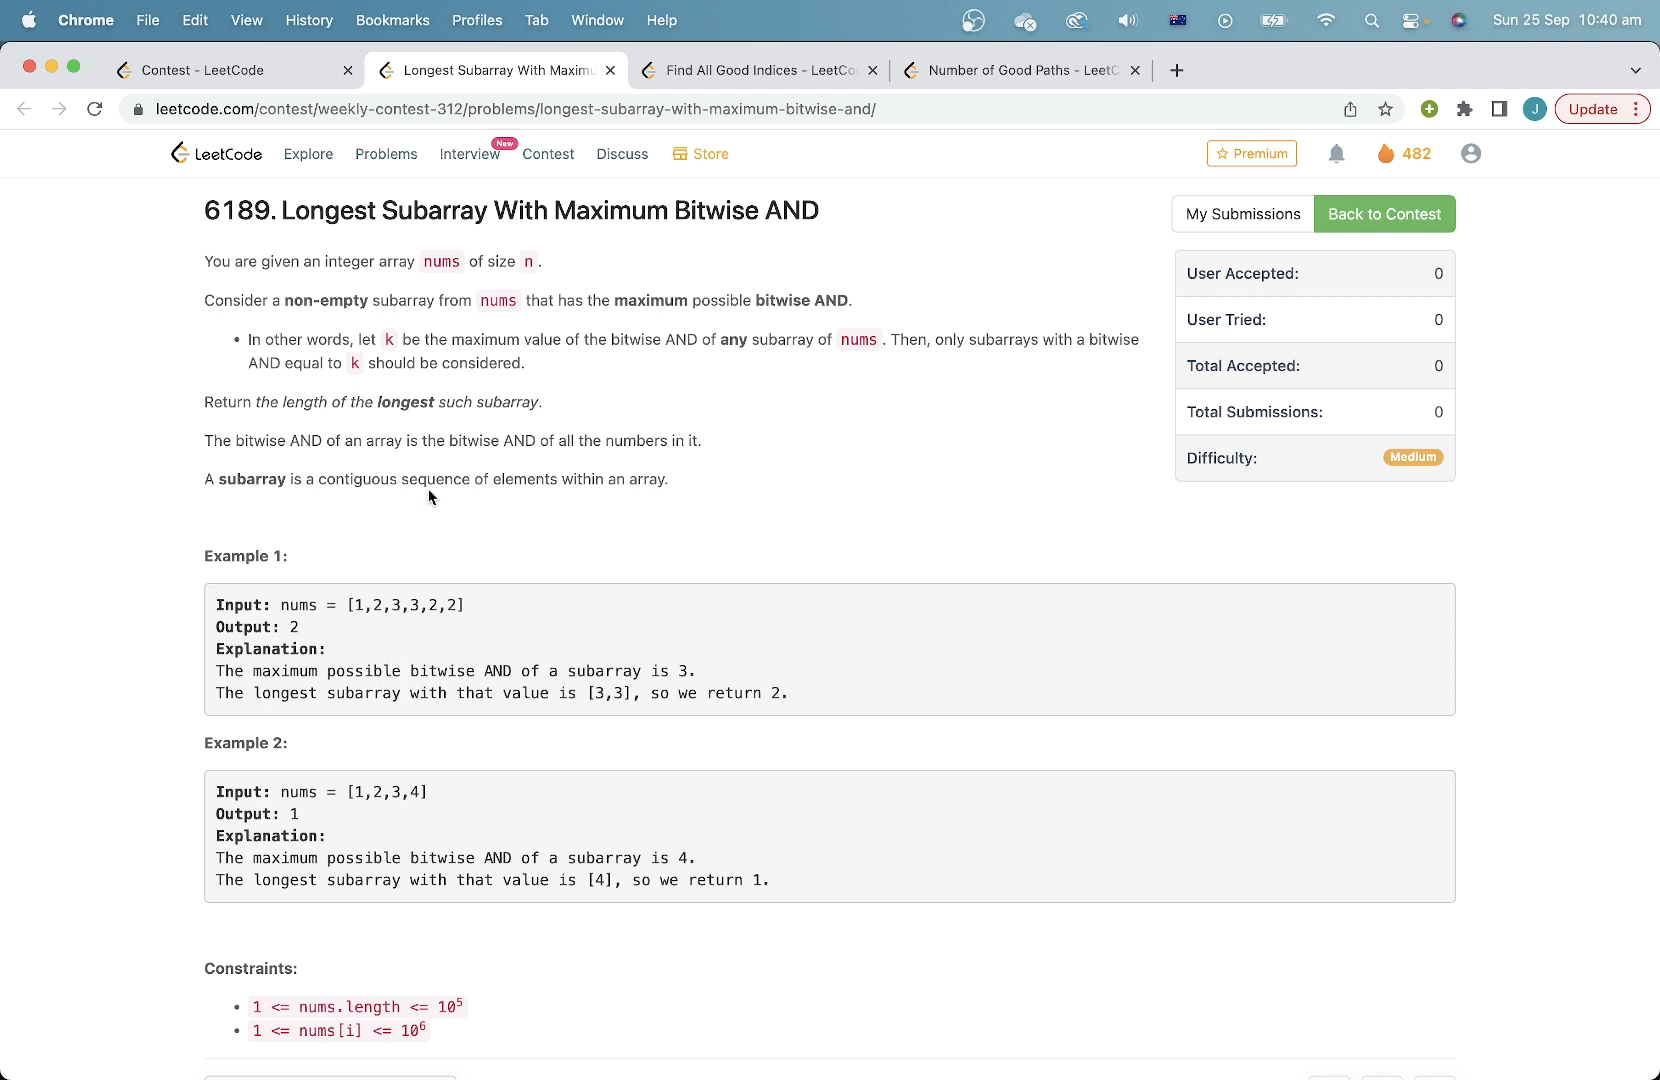 Chrome File Edit View History Bookmarks Profiles Tab Window Help Sun 25 Sep 10:40 am
Contest - LeetCode Longest Subarray With Maximu Find All Good Indices - LeetCo Number of Good Paths - LeetC
leetcode.com/contest/weekly-contest-312/problems/longest-subarray-with-maximum-bitwise-and/ J Update
LeetCode Explore Problems Interview New Contest Discuss Store Premium 482
6189. Longest Subarray With Maximum Bitwise AND
My Submissions Back to Contest
You are given an integer array nums of size n.
Consider a non-empty subarray from nums that has the maximum possible bitwise AND.
• In other words, let k be the maximum value of the bitwise AND of any subarray of nums. Then, only subarrays with a bitwise
AND equal to k should be considered.
Return the length of the longest such subarray.
The bitwise AND of an array is the bitwise AND of all the numbers in it.
A subarray is a contiguous sequence of elements within an array.
User Accepted: 0
User Tried: 0
Total Accepted: 0
Total Submissions: 0
Difficulty: Medium
Example 1:
Input: nums = [1,2,3,3,2,2]
Output: 2
Explanation:
The maximum possible bitwise AND of a subarray is 3.
The longest subarray with that value is [3,3], so we return 2.
Example 2:
Input: nums = [1,2,3,4]
Output: 1
Explanation:
The maximum possible bitwise AND of a subarray is 4.
The longest subarray with that value is [4], so we return 1.
Constraints:
• 1 <= nums.length <= 10⁵
• 1 <= nums[i] <= 10⁶